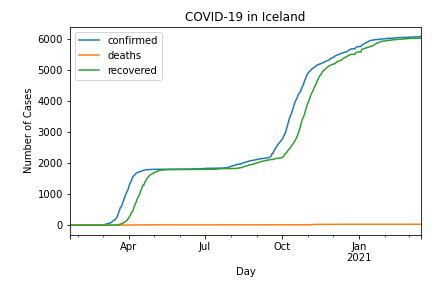 COVID-19 in Iceland
confirmed
deaths
recovered
Number of Cases
6000
5000
4000
3000
2000
1000
0
Apr
Jul
Oct
Jan
2021
Day